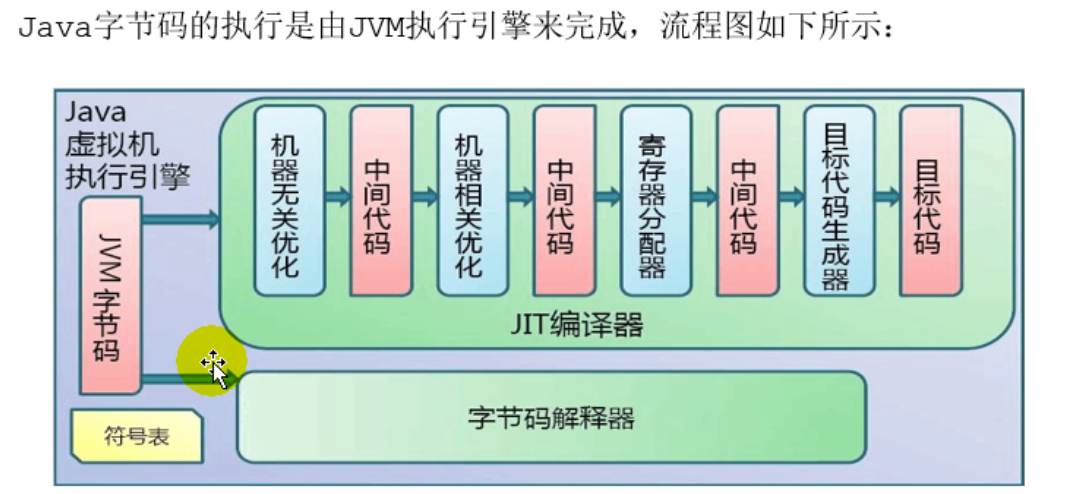 Java字节码的执行是由JVM执行引擎来完成，流程图如下所示：
Java
虚拟机
执行引擎
JVM字节码
机器无关优化
中间代码
机器相关优化
中间代码
寄存器分配器
中间代码
目标代码生成器
目标代码
JIT编译器
字节码解释器
符号表